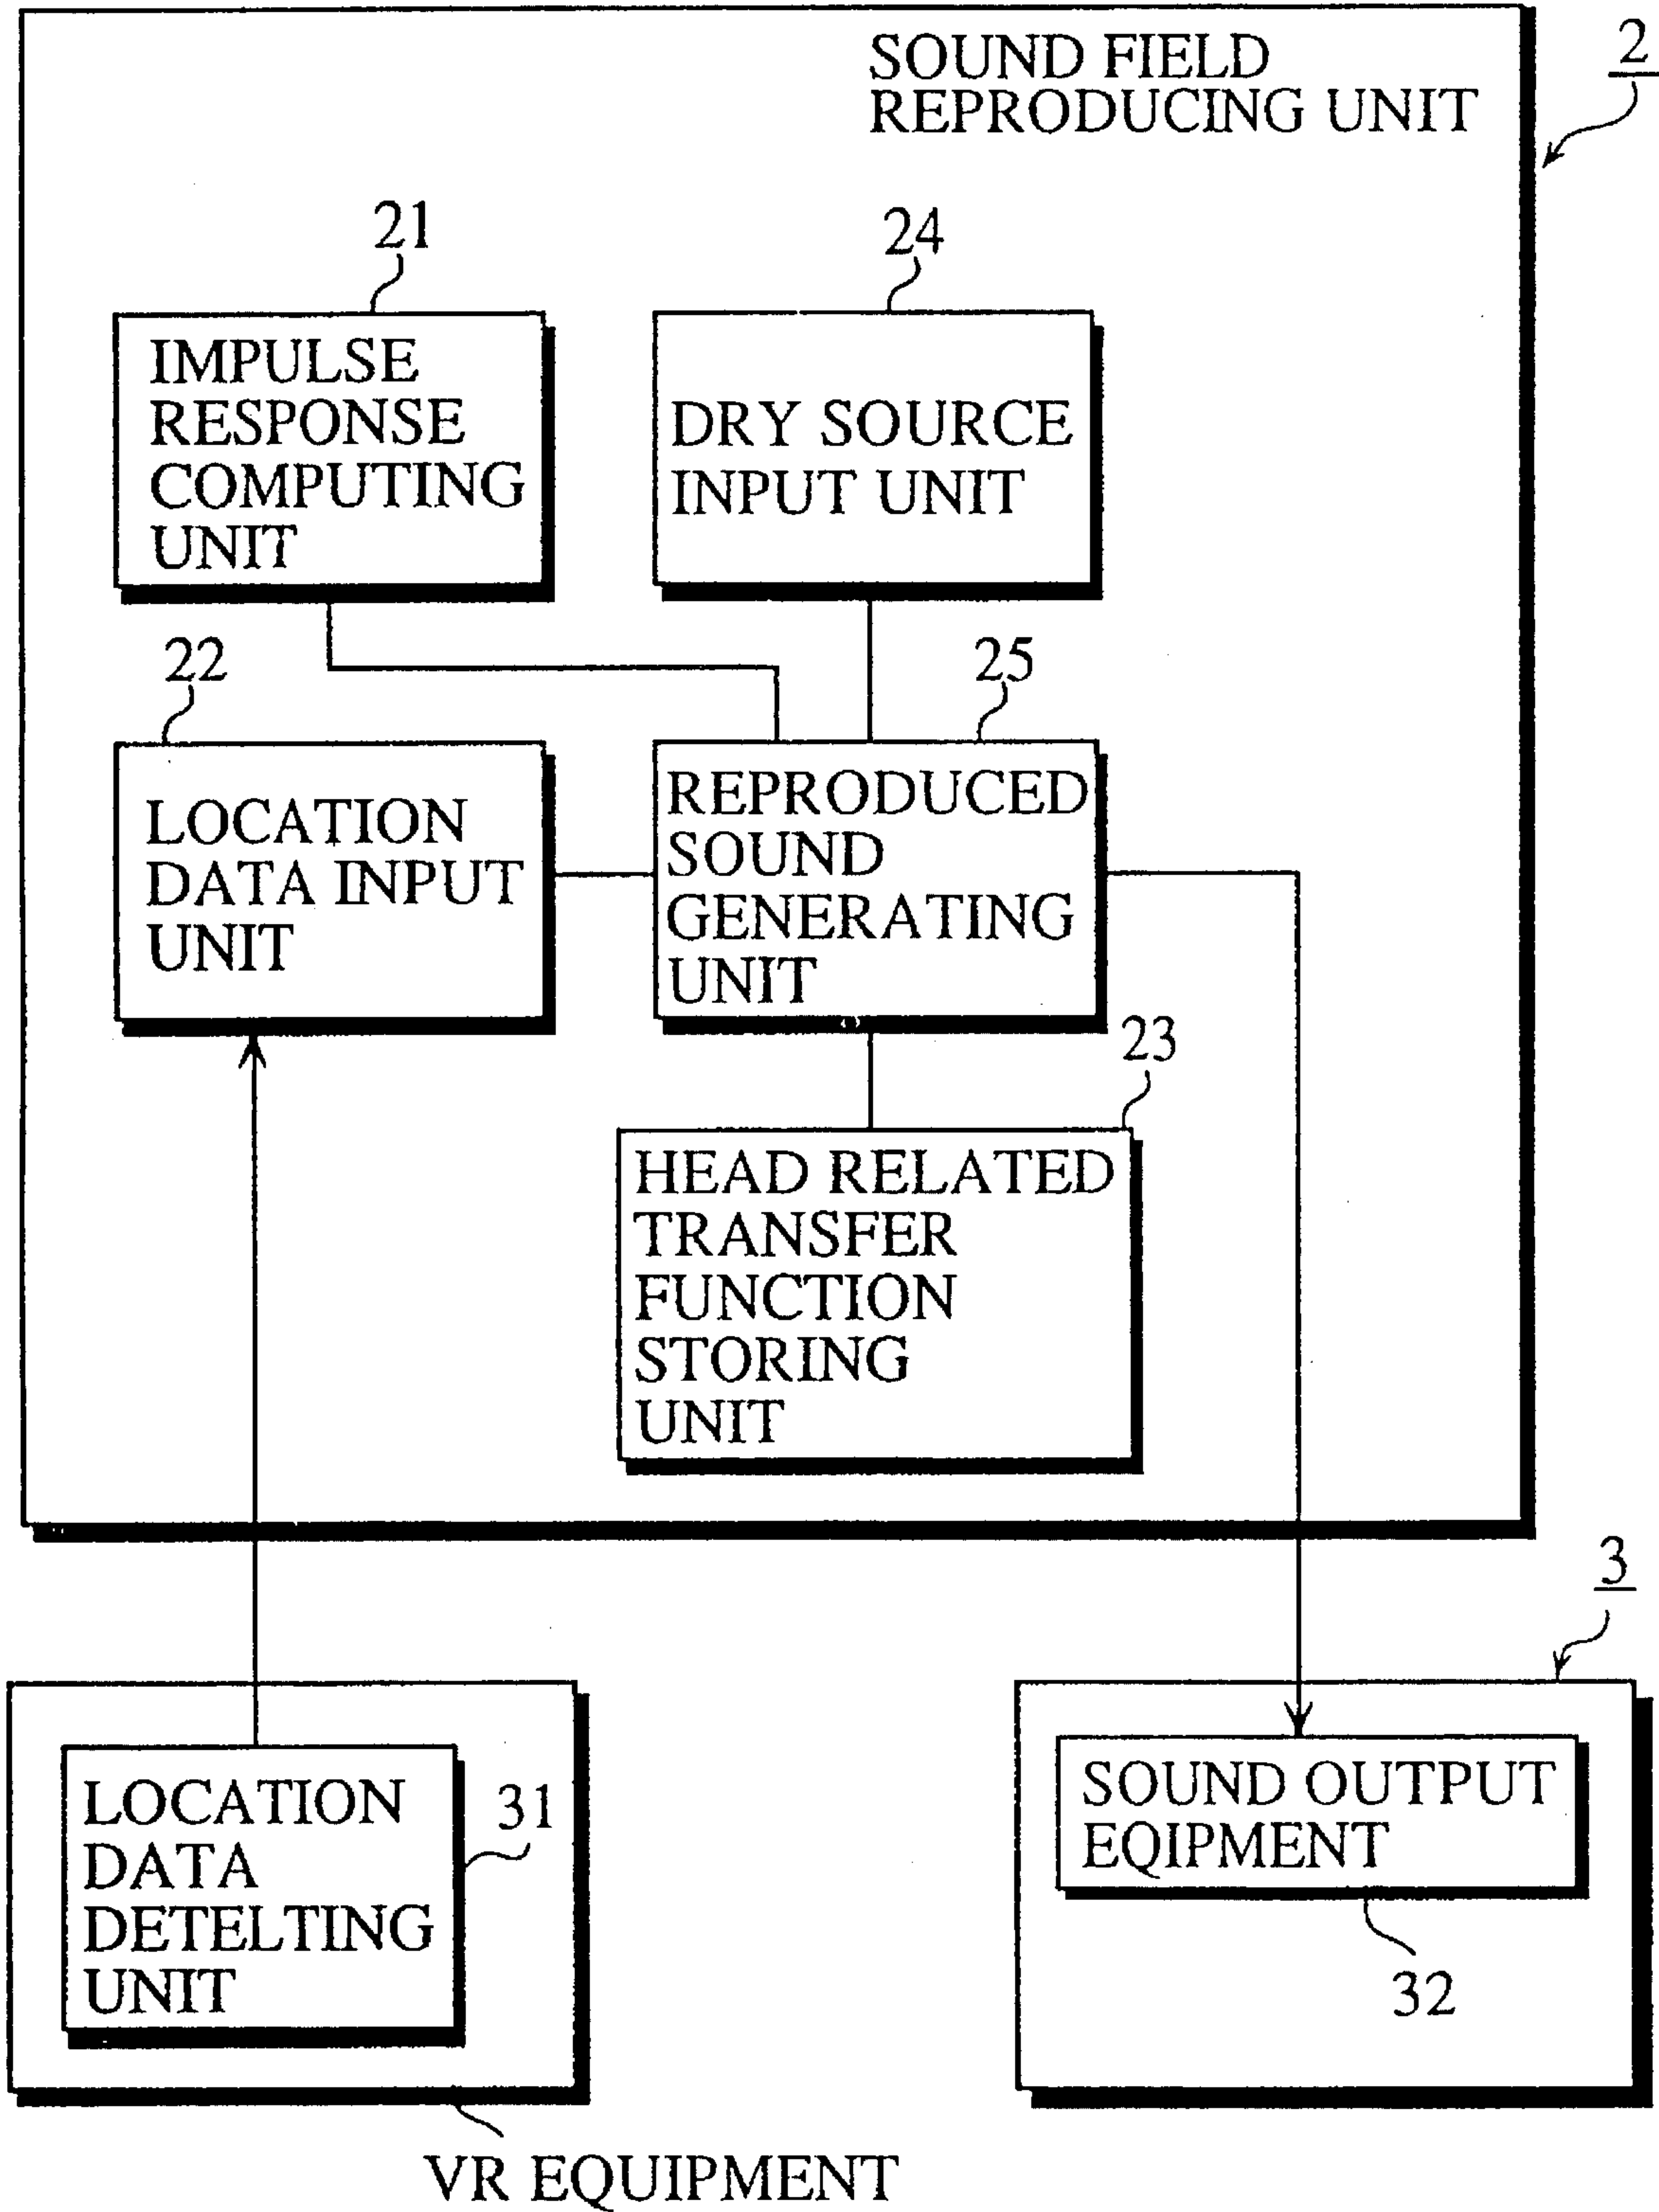 SOUND FIELD
REPRODUCING UNIT
2
21
24
IMPULSE
RESPONSE
COMPUTING
UNIT
DRY SOURCE
INPUT UNIT
22
25
LOCATION
DATA INPUT
UNIT
REPRODUCED
SOUND
GENERATING
UNIT
23
HEAD RELATED
TRANSFER
FUNCTION
STORING
UNIT
3
LOCATION
DATA
DETELTING
UNIT
31
SOUND OUTPUT
EQIPMENT
32
VR EQUIPMENT